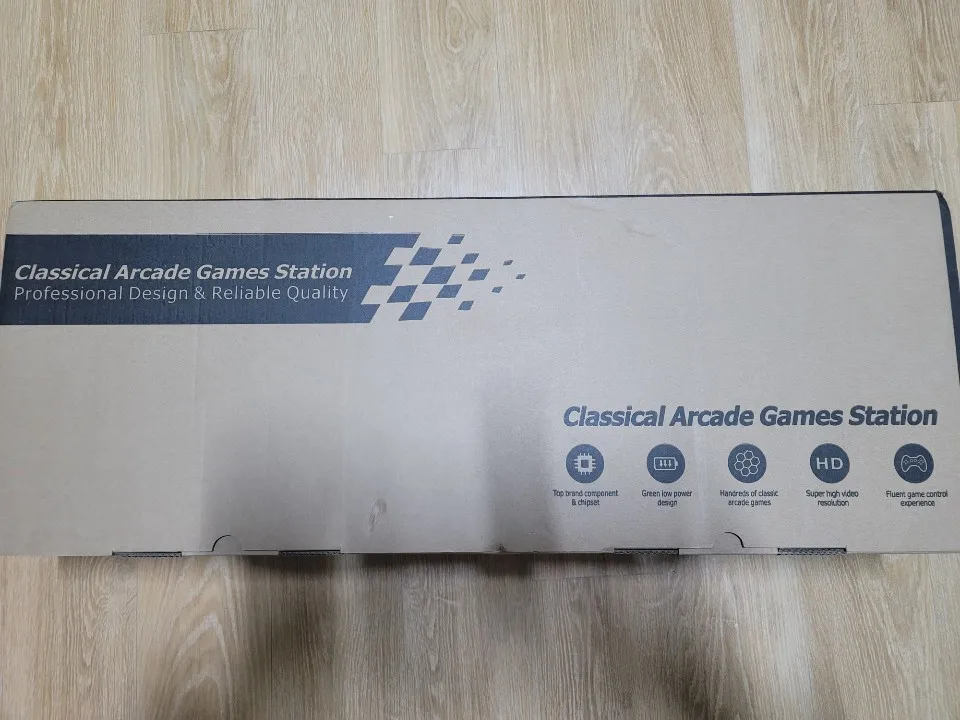 Classical Arcade Games Station
Professional Design & Reliable Quality
Classical Arcade Games Station
Top brand component
& chipset
Green low power
design
Handreds of classic
arcade games
HD
Super high video
resolution
Fluent game control
experience